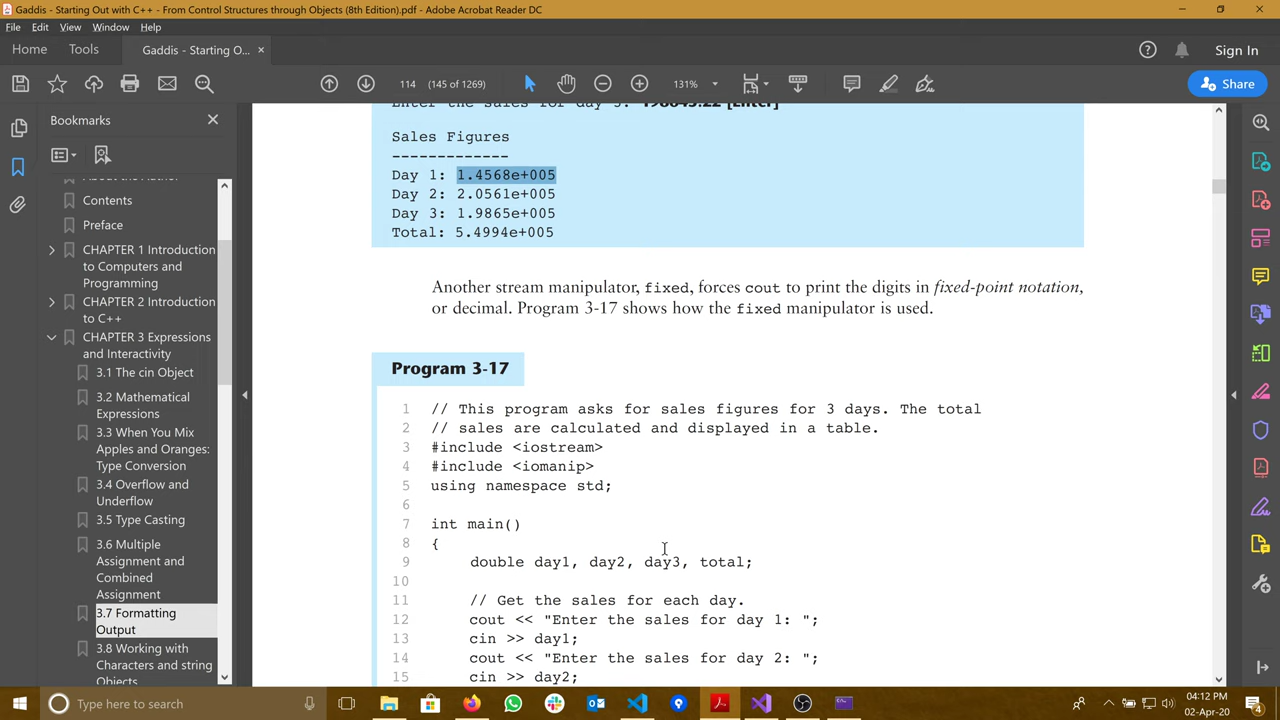 Gaddis - Starting Out with C++ - From Control Structures through Objects (8th Edition).pdf - Adobe Acrobat Reader DC
File Edit View Window Help
Home Tools Gaddis - Starting O... × Sign In
114 (145 of 1269) 131% Share
Bookmarks
Contents
Preface
CHAPTER 1 Introduction
to Computers and
Programming
CHAPTER 2 Introduction
to C++
CHAPTER 3 Expressions
and Interactivity
3.1 The cin Object
3.2 Mathematical
Expressions
3.3 When You Mix
Apples and Oranges:
Type Conversion
3.4 Overflow and
Underflow
3.5 Type Casting
3.6 Multiple
Assignment and
Combined
Assignment
3.7 Formatting
Output
3.8 Working with
Characters and string
Objects
Enter the sales for day 3: 198645.22 [Enter]
Sales Figures
-------------
Day 1: 1.4568e+005
Day 2: 2.0561e+005
Day 3: 1.9865e+005
Total: 5.4994e+005
Another stream manipulator, fixed, forces cout to print the digits in fixed-point notation,
or decimal. Program 3-17 shows how the fixed manipulator is used.
Program 3-17
1 // This program asks for sales figures for 3 days. The total
2 // sales are calculated and displayed in a table.
3 #include <iostream>
4 #include <iomanip>
5 using namespace std;
6
7 int main()
8 {
9 double day1, day2, day3, total;
10
11 // Get the sales for each day.
12 cout << "Enter the sales for day 1: ";
13 cin >> day1;
14 cout << "Enter the sales for day 2: ";
15 cin >> day2;
Type here to search
04:12 PM
02-Apr-20
4